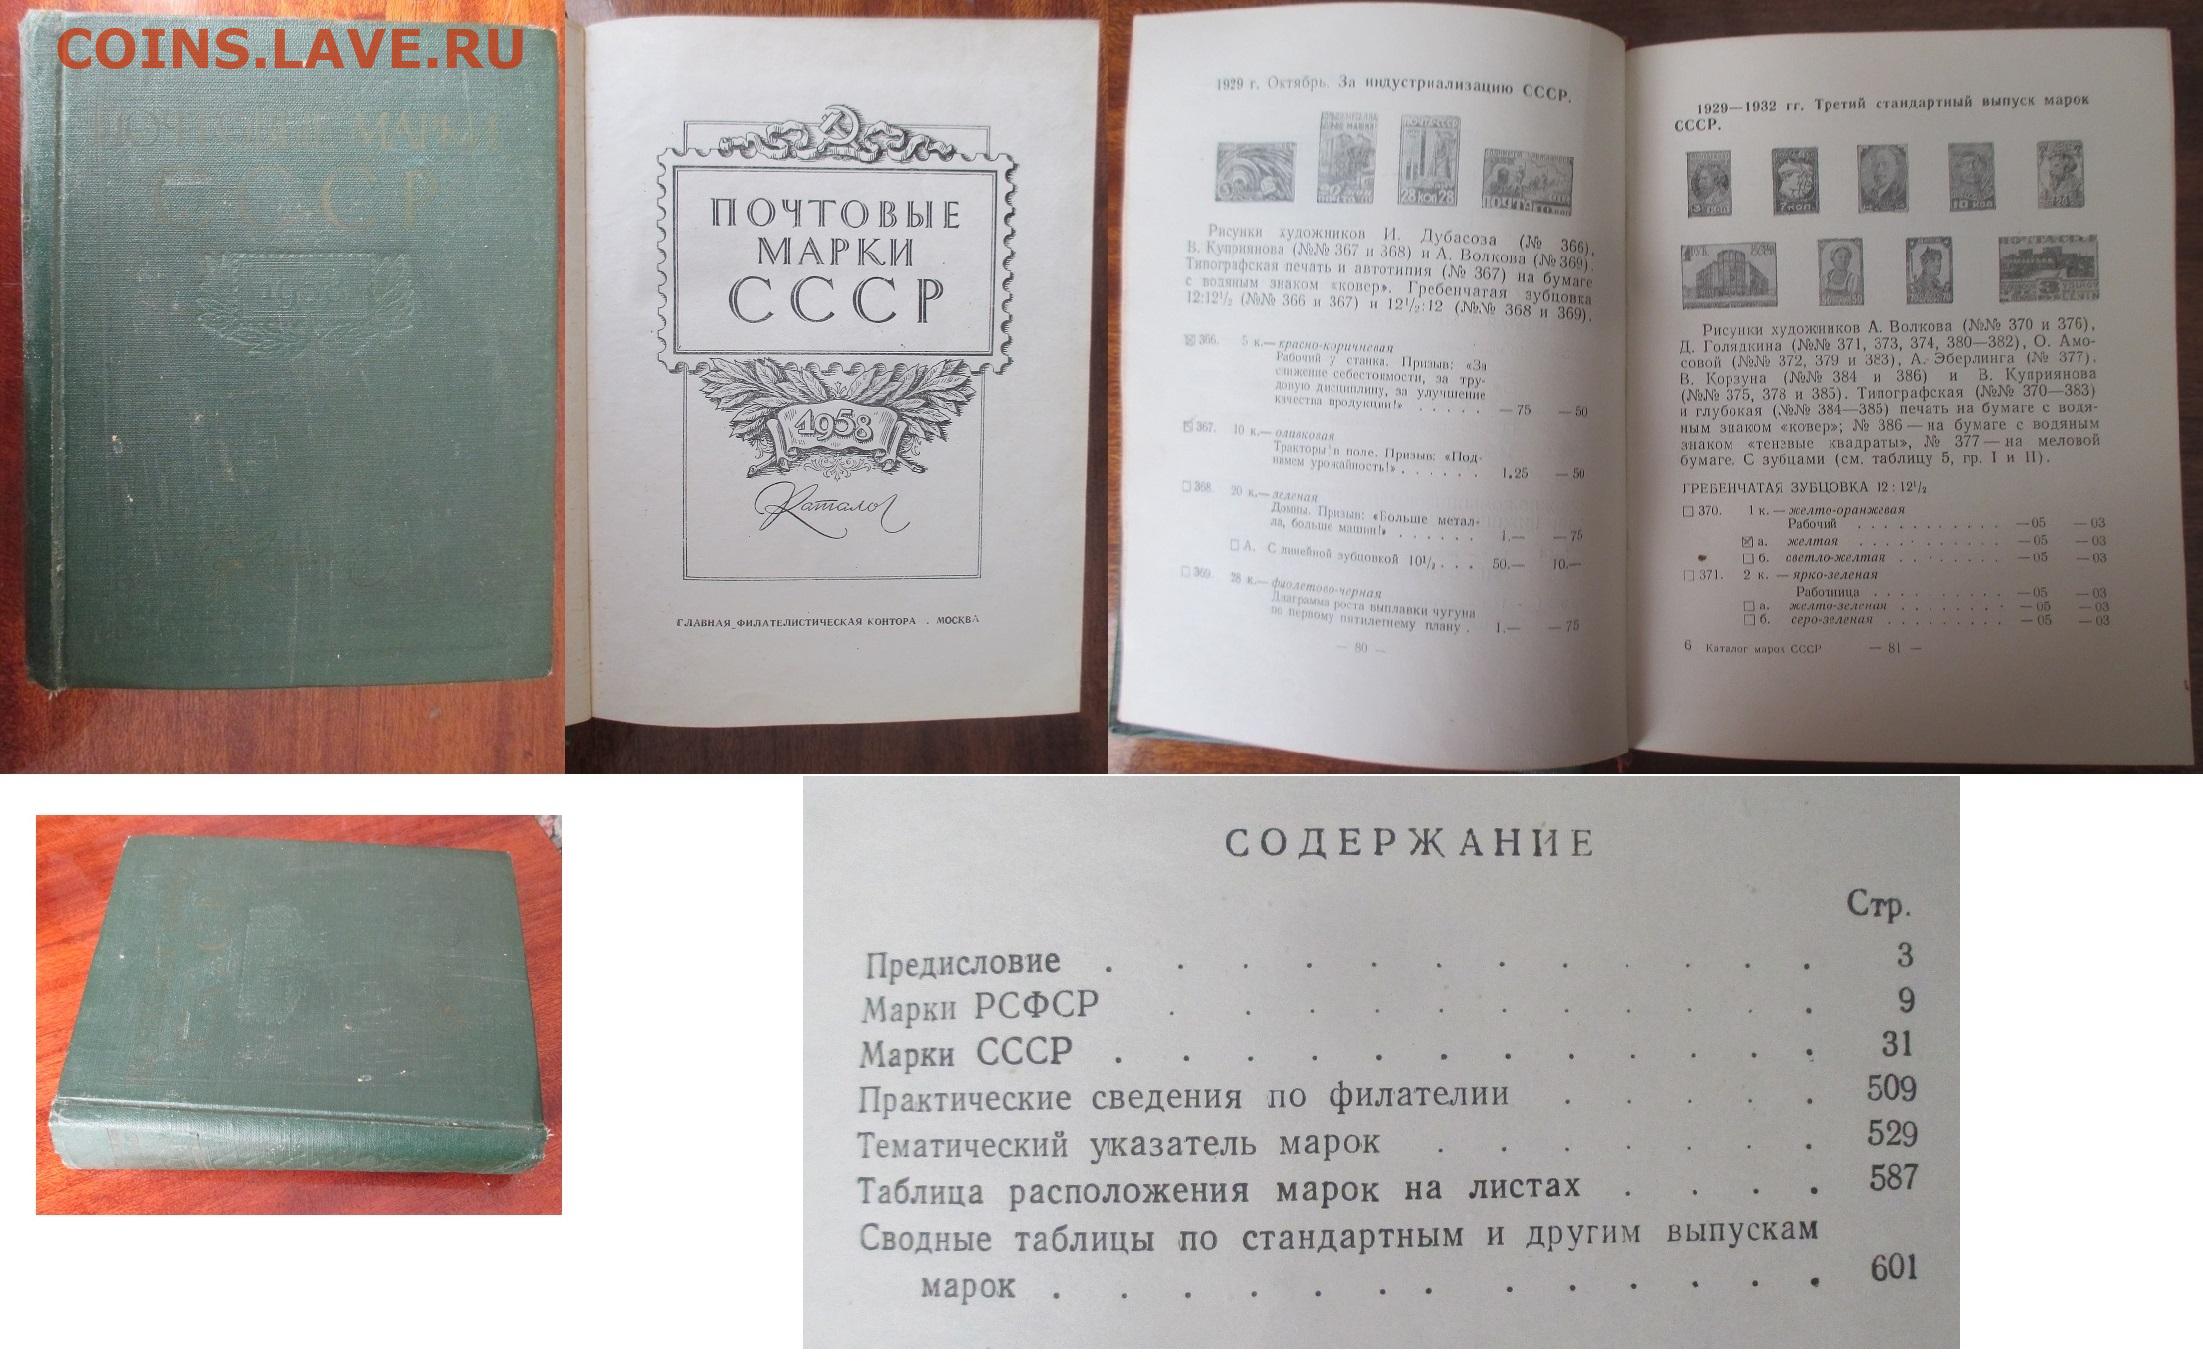 COINS.LAVE.RU
ПОЧТОВЫЕ МАРКИ
СССР
ПОЧТОВЫЕ
МАРКИ
СССР
1958
Каталог
ГЛАВНАЯ ФИЛАТЕЛИСТИЧЕСКАЯ КОНТОРА . МОСКВА
1929 г. Октябрь. За индустриализацию СССР.
28 КОП 28
Рисунки художников И. Дубасова (№ 366),
В. Куприянова (№№ 367 и 368) и А. Волкова (№ 369).
Типографская печать и автотипия (№ 367) на бумаге
с водяным знаком «ковер». Гребенчатая зубцовка
12:12½ (№№ 366 и 367) и 12½:12 (№№ 368 и 369).
366. 5 к.— красно-коричневая
Рабочий у станка. Призыв: «За
снижение себестоимости, за тру-
довую дисциплину, за улучшение
качества продукции!» . . . . . —75 —50
367. 10 к.— оливковая
Тракторы в поле. Призыв: «Под-
нимем урожайность!» . . . . . . 1.25 —50
368. 20 к.— зеленая
Домны. Призыв: «Больше метал-
ла, больше машин!» . . . . . . 1.— —75
А. С линейной зубцовкой 10½ . . . 50.— 10.—
369. 28 к.— фиолетово-черная
Диаграмма роста выплавки чугуна
по первому пятилетнему плану . 1.— —75
— 80 —
1929—1932 гг. Третий стандартный выпуск марок
СССР.
Рисунки художников А. Волкова (№№ 370 и 376),
Д. Голядкина (№№ 371, 373, 374, 380—382), О. Амо-
совой (№№ 372, 379 и 383), А. Эберлинга (№ 377),
В. Корзуна (№№ 384 и 386) и В. Куприянова
(№№ 375, 378 и 385). Типографская (№№ 370—383)
и глубокая (№№ 384—385) печать на бумаге с водя-
ным знаком «ковер»; № 386 — на бумаге с водяным
знаком «теневые квадраты», № 377 — на меловой
бумаге. С зубцами (см. таблицу 5, гр. I и II).
ГРЕБЕНЧАТАЯ ЗУБЦОВКА 12 : 12½
370. 1 к. — желто-оранжевая
Рабочий . . . . . . . . . . —05 —03
а. желтая . . . . . . . . . —05 —03
б. светло-желтая . . . . . . —05 —03
371. 2 к. — ярко-зеленая
Работница . . . . . . . . . —05 —03
а. желто-зеленая . . . . . . —05 —03
б. серо-зеленая . . . . . . . —05 —03
6 Каталог марок СССР — 81 —
СОДЕРЖАНИЕ
Стр.
Предисловие . . . . . . . . . . . . 3
Марки РСФСР . . . . . . . . . . 9
Марки СССР . . . . . . . . . . . 31
Практические сведения по филателии . . . . . 509
Тематический указатель марок . . . . . . . 529
Таблица расположения марок на листах . . . . 587
Сводные таблицы по стандартным и другим выпускам
марок . . . . . . . . . . . . . 601